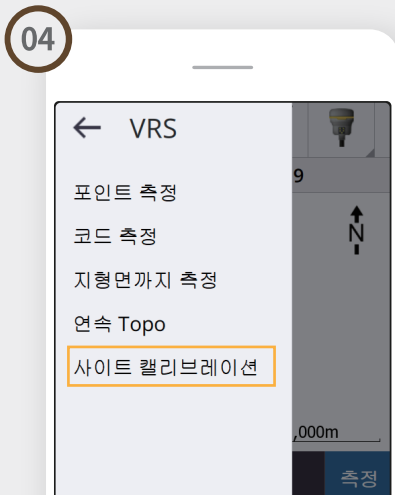 04
← VRS
포인트 측정
코드 측정
지형면까지 측정
연속 Topo
사이트 캘리브레이션
9
N
,000m
측정